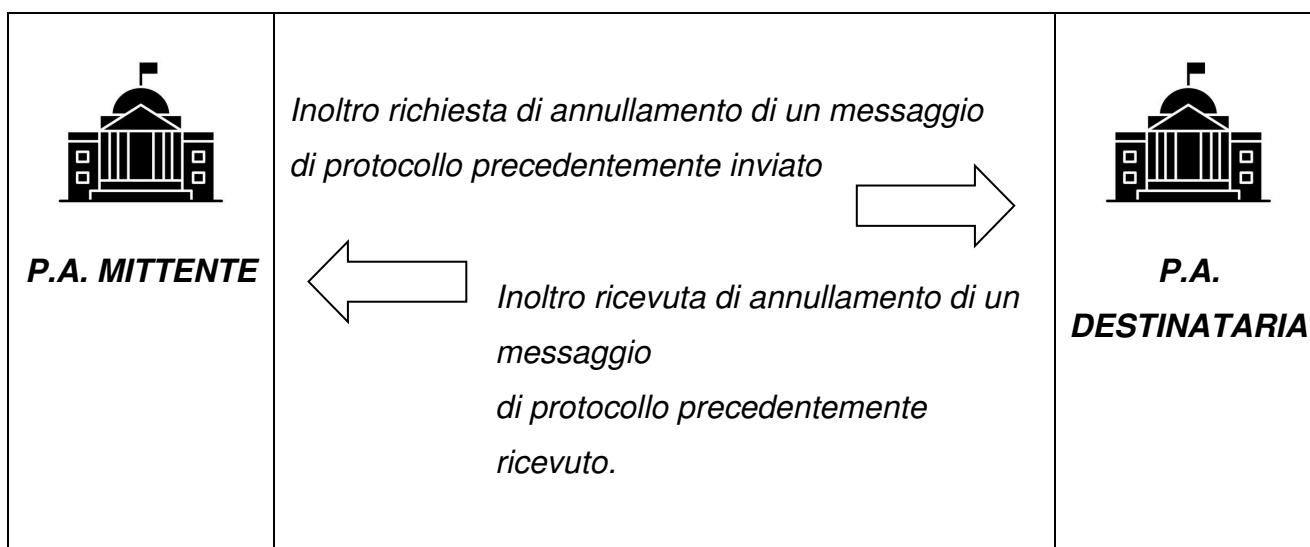 P.A. MITTENTE
Inoltro richiesta di annullamento di un messaggio
di protocollo precedentemente inviato
Inoltro ricevuta di annullamento di un
messaggio
di protocollo precedentemente
ricevuto.
P.A.
DESTINATARIA